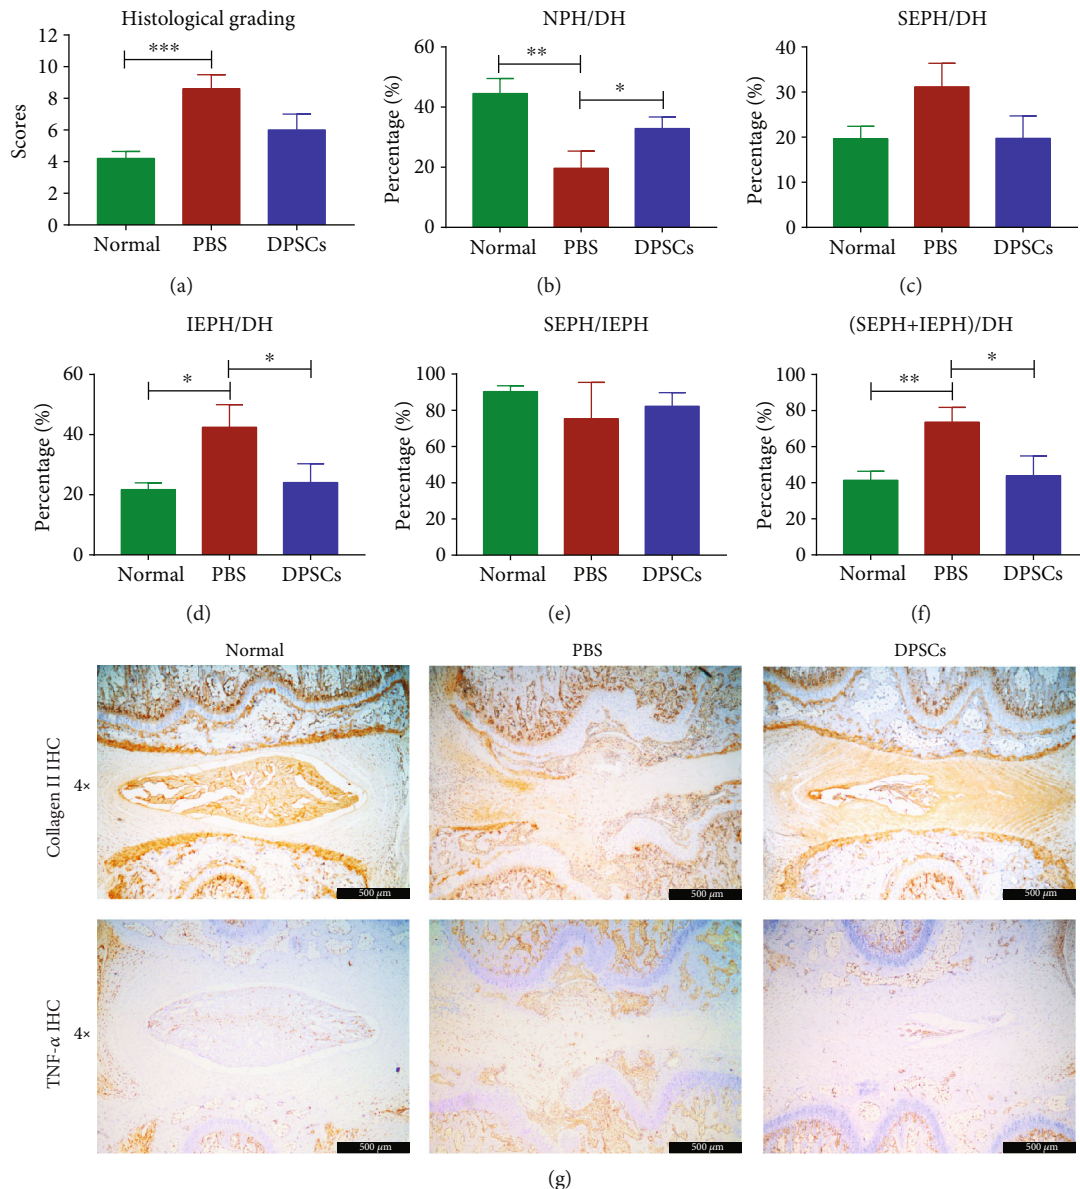 Histological grading
NPH/DH
SEPH/DH
Scores
12
10
8
6
4
2
0
***
Normal PBS DPSCs
(a)
Percentage (%)
60
40
20
0
**
*
Normal PBS DPSCs
(b)
Percentage (%)
40
30
20
10
0
Normal PBS DPSCs
(c)
IEPH/DH
SEPH/IEPH
(SEPH+IEPH)/DH
Percentage (%)
60
40
20
0
*
*
Normal PBS DPSCs
(d)
Percentage (%)
100
80
60
40
20
0
Normal PBS DPSCs
(e)
Percentage (%)
100
80
60
40
20
0
**
*
Normal PBS DPSCs
(f)
Normal PBS DPSCs
Collagen II IHC
4×
500 µm
500 µm
500 µm
TNF-α IHC
4×
500 µm
500 µm
500 µm
(g)